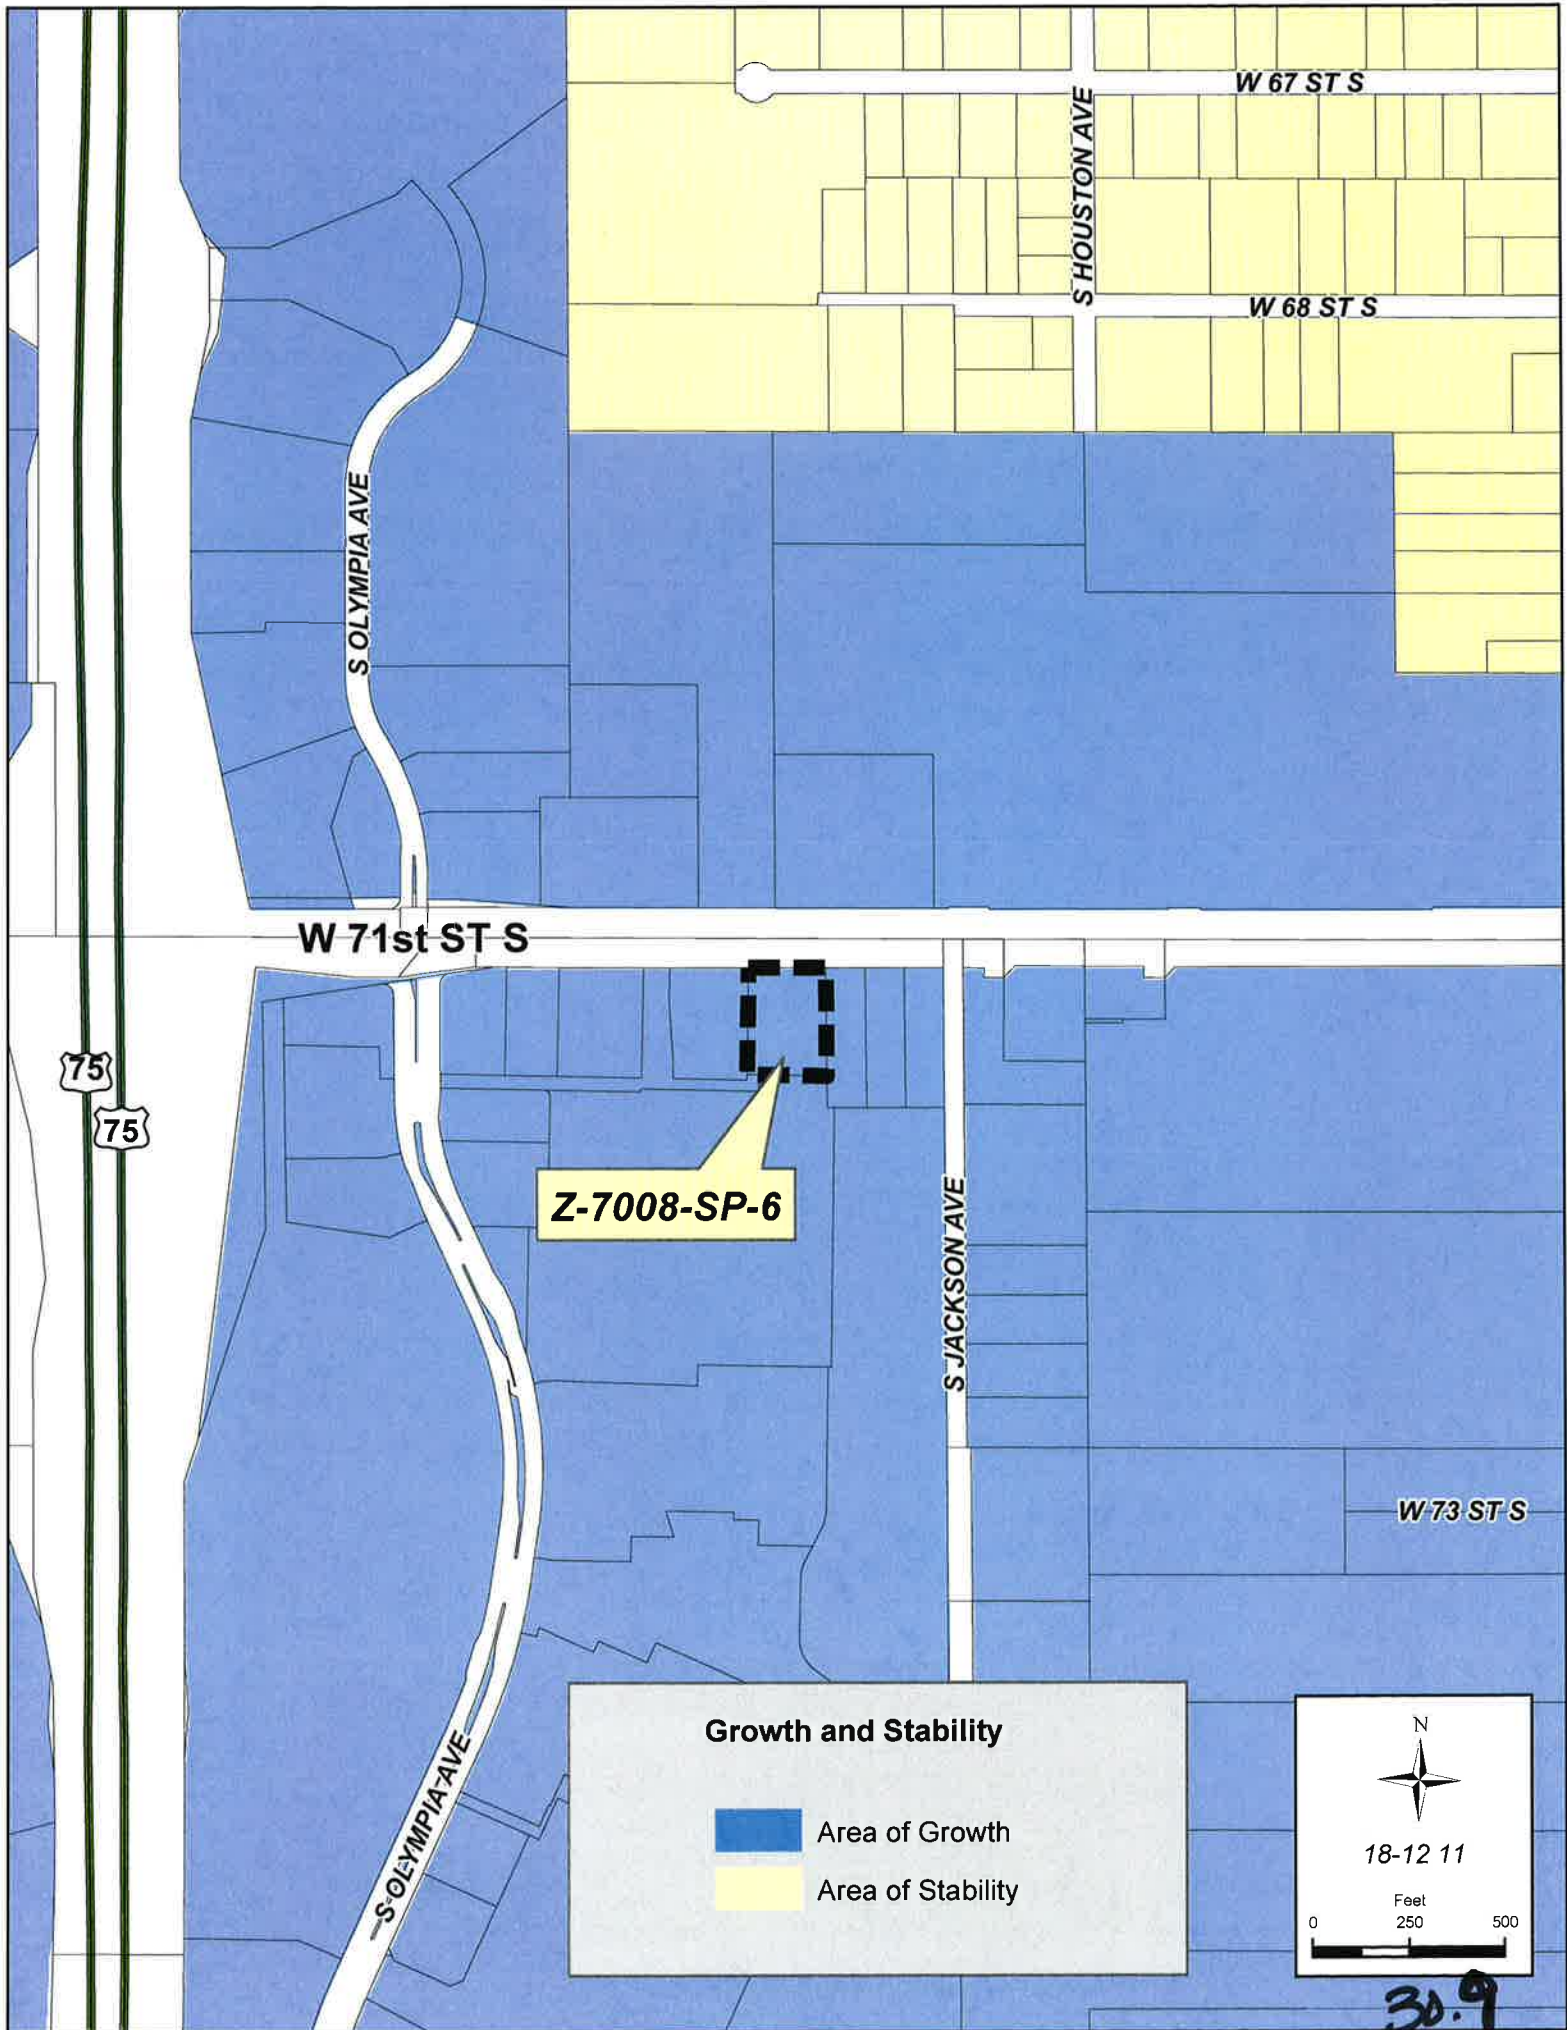 W 67 ST S
S HOUSTON AVE
W 68 ST S
S OLYMPIA AVE
W 71st ST S
75
75
Z-7008-SP-6
S JACKSON AVE
W 73 ST S
S OLYMPIA AVE
Growth and Stability
Area of Growth
Area of Stability
N
18-12 11
Feet
0 250 500
30.9